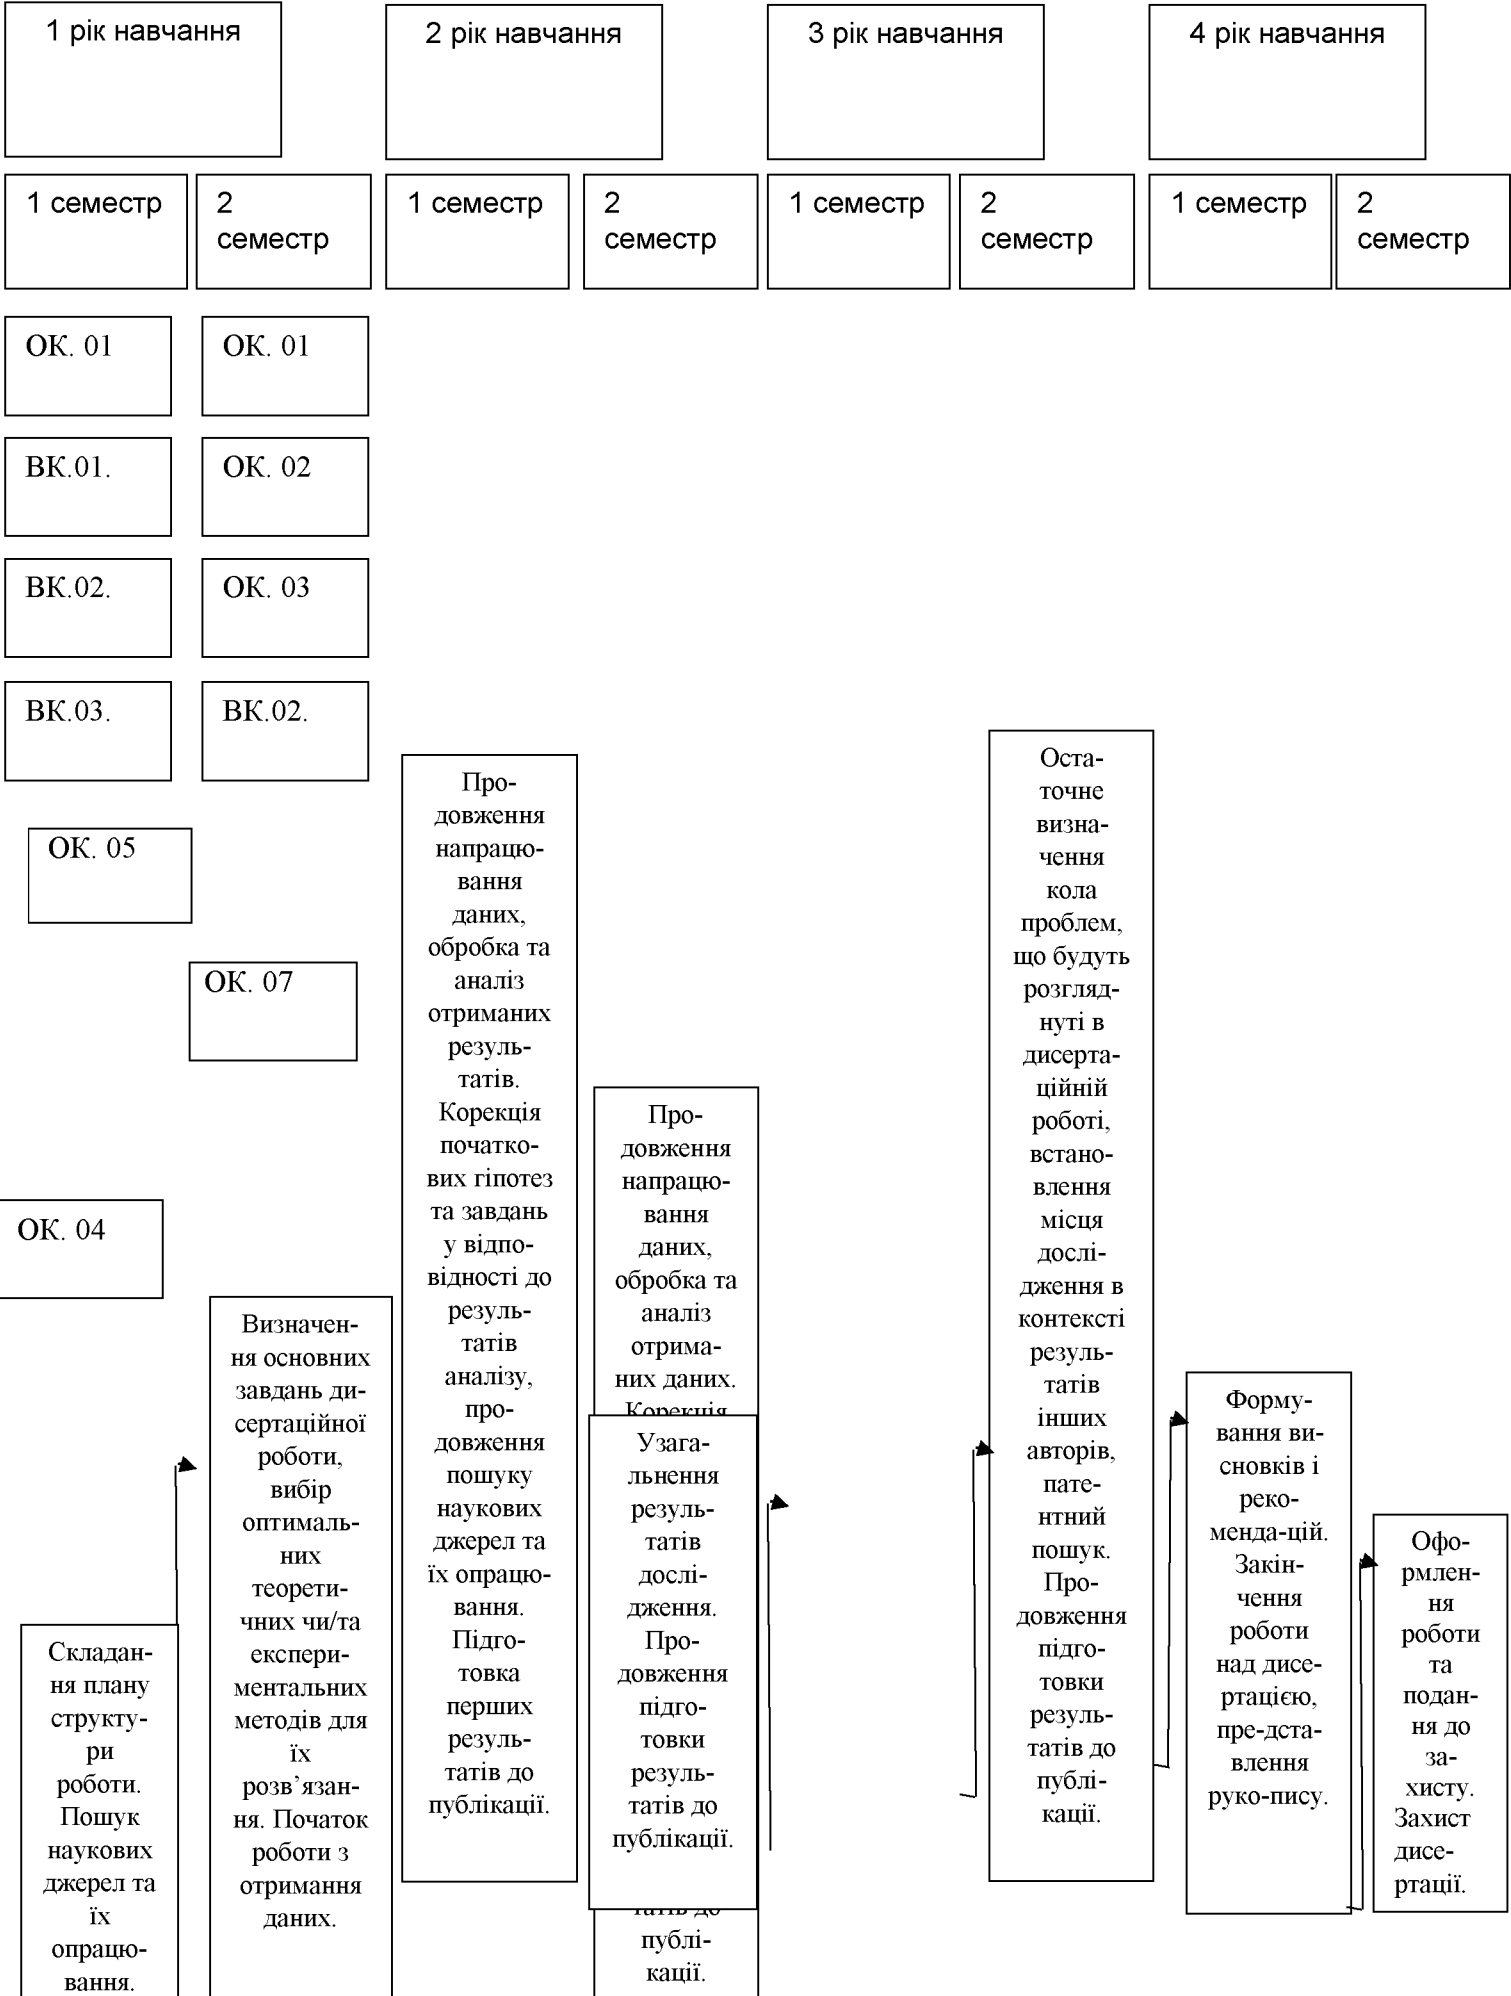 1 рік навчання
2 рік навчання
3 рік навчання
4 рік навчання
1 семестр
2
семестр
1 семестр
2
семестр
1 семестр
2
семестр
1 семестр
2
семестр
ОК. 01
ОК. 01
ВК.01.
ОК. 02
ВК.02.
ОК. 03
ВК.03.
ВК.02.
ОК. 05
ОК. 07
ОК. 04
Складан-
ня плану
структу-
ри
роботи.
Пошук
наукових
джерел та
їх
опрацю-
вання.
Визначен-
ня основних
завдань ди-
сертаційної
роботи,
вибір
оптималь-
них
теорети-
чних чи/та
експери-
ментальних
методів для
їх
розв’язан-
ня. Початок
роботи з
отримання
даних.
Про-
довження
напрацю-
вання
даних,
обробка та
аналіз
отриманих
резуль-
татів.
Корекція
початко-
вих гіпотез
та завдань
у відпо-
відності до
резуль-
татів
аналізу,
про-
довження
пошуку
наукових
джерел та
їх опрацю-
вання.
Підго-
товка
перших
резуль-
татів до
публікації.
Про-
довження
напрацю-
вання
даних,
обробка та
аналіз
отрима-
них даних.
Корекція
Узага-
льнення
резуль-
татів
дослі-
дження.
Про-
довження
підго-
товки
резуль-
татів до
публікації.
татів до
публі-
кації.
Оста-
точне
визна-
чення
кола
проблем,
що будуть
розгляд-
нуті в
дисерта-
ційній
роботі,
встано-
влення
місця
дослі-
дження в
контексті
резуль-
татів
інших
авторів,
пате-
нтний
пошук.
Про-
довження
підго-
товки
резуль-
татів до
публі-
кації.
Форму-
вання ви-
сновків і
реко-
менда-цій.
Закін-
чення
роботи
над дисе-
ртацією,
пре-дста-
влення
руко-пису.
Офо-
рмлен-
ня
роботи
та
подан-
ня до
за-
хисту.
Захист
дисе-
ртації.